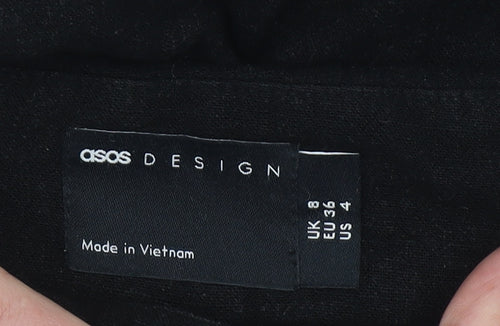 asos DESIGN
Made in Vietnam
UK 8
EU 36
US 4